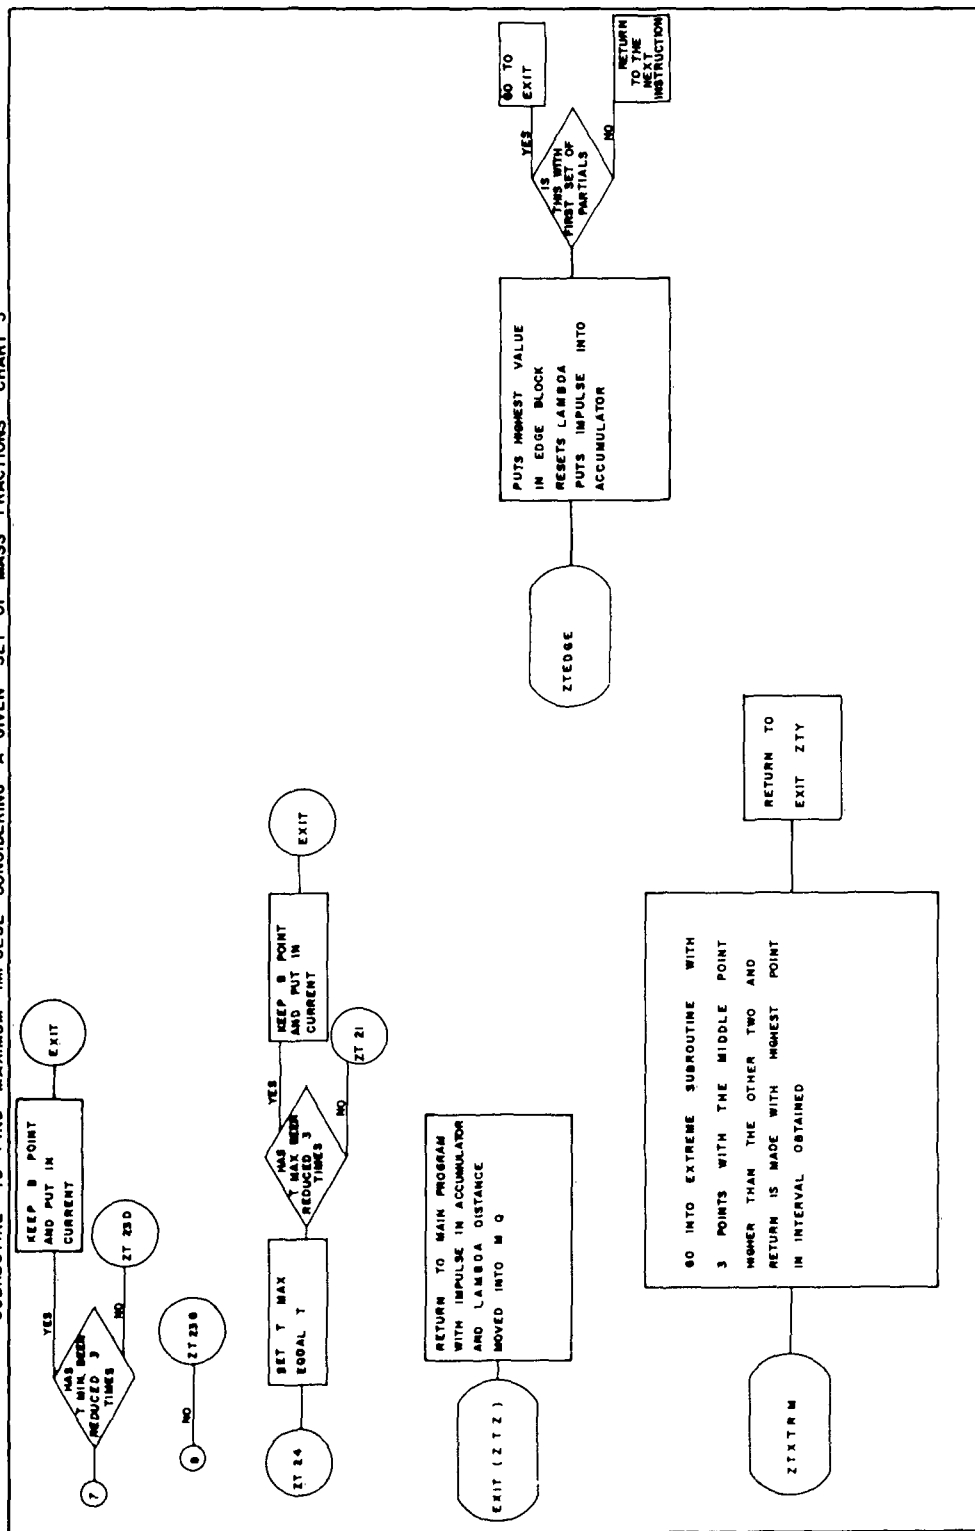 SUBROUTINE TO FIND MAXIMUM IMPULSE CONSIDERING A GIVEN SET OF MASS FRACTIONS CHART 3
7
HAS
T MIN. BEEN
REDUCED 3
TIMES
YES
KEEP B POINT
AND PUT IN
CURRENT
EXIT
NO
ZT 23D
8
NO
ZT 23G
ZT 24
SET T MAX
EQUAL T
HAS
T MAX BEEN
REDUCED 3
TIMES
YES
KEEP B POINT
AND PUT IN
CURRENT
EXIT
NO
ZT 21
EXIT (ZTZ)
RETURN TO MAIN PROGRAM
WITH IMPULSE IN ACCUMULATOR
AND LAMBDA DISTANCE
MOVED INTO M Q
ZTEDGE
PUTS HIGHEST VALUE
IN EDGE BLOCK
RESETS LAMBDA
PUTS IMPULSE INTO
ACCUMULATOR
IS
THIS WITH
FIRST SET OF
PARTIALS
YES
GO TO
EXIT
NO
RETURN
TO THE
NEXT
INSTRUCTION
ZTXTRM
GO INTO EXTREME SUBROUTINE WITH
3 POINTS WITH THE MIDDLE POINT
HIGHER THAN THE OTHER TWO AND
RETURN IS MADE WITH HIGHEST POINT
IN INTERVAL OBTAINED
RETURN TO
EXIT ZTY